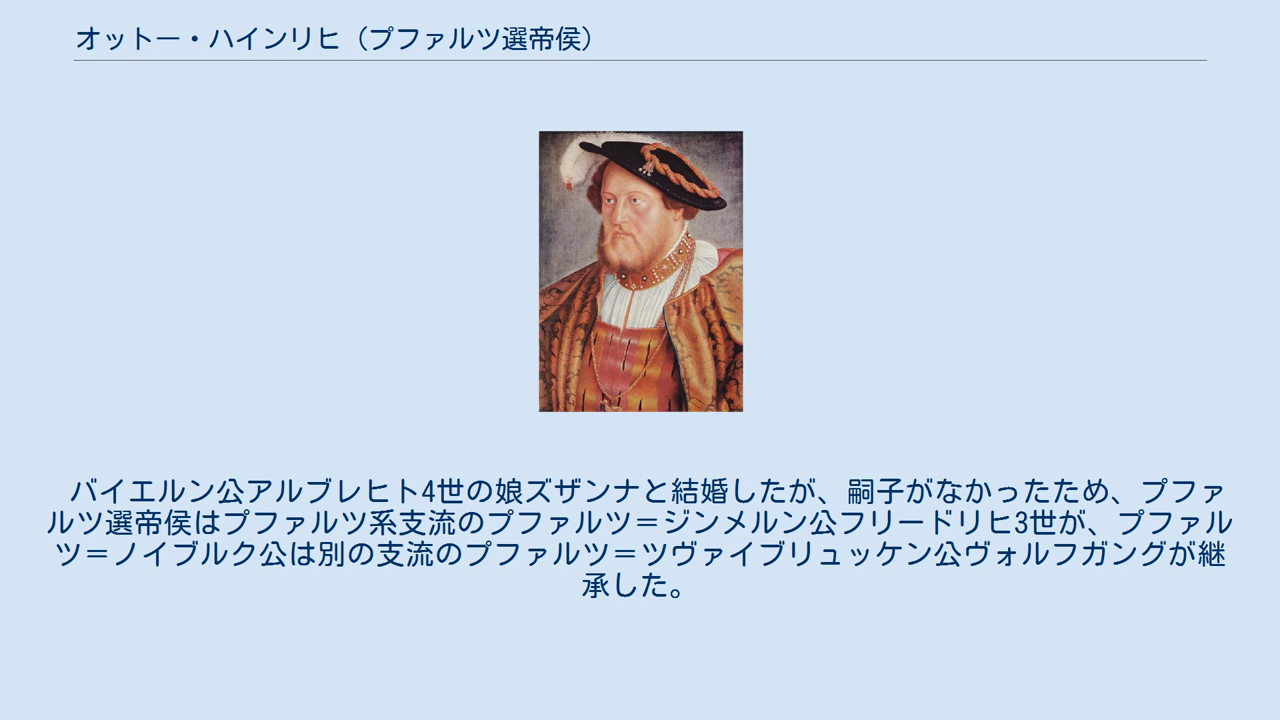 オットー・ハインリヒ（プファルツ選帝侯）
バイエルン公アルブレヒト4世の娘ズザンナと結婚したが、嗣子がなかったため、プファ
ルツ選帝侯はプファルツ系支流のプファルツ＝ジンメルン公フリードリヒ3世が、プファル
ツ＝ノイブルク公は別の支流のプファルツ＝ツヴァイブリュッケン公ヴォルフガングが継
承した。